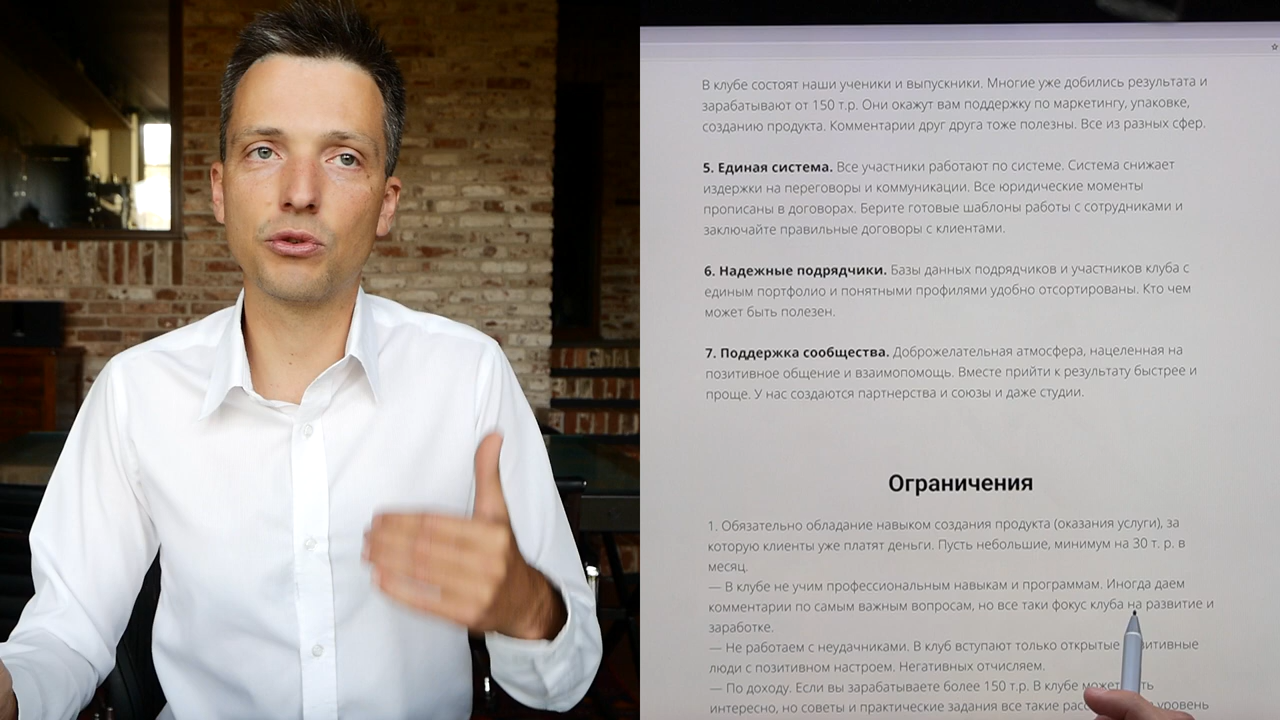 В клубе состоят наши ученики и выпускники. Многие уже добились результата и
зарабатывают от 150 т.р. Они окажут вам поддержку по маркетингу, упаковке,
созданию продукта. Комментарии друг друга тоже полезны. Все из разных сфер.
5. Единая система. Все участники работают по системе. Система снижает
издержки на переговоры и коммуникации. Все юридические моменты
прописаны в договорах. Берите готовые шаблоны работы с сотрудниками и
заключайте правильные договоры с клиентами.
6. Надежные подрядчики. Базы данных подрядчиков и участников клуба с
единым портфолио и понятными профилями удобно отсортированы. Кто чем
может быть полезен.
7. Поддержка сообщества. Доброжелательная атмосфера, нацеленная на
позитивное общение и взаимопомощь. Вместе прийти к результату быстрее и
проще. У нас создаются партнерства и союзы и даже студии.
Ограничения
1. Обязательно обладание навыком создания продукта (оказания услуги), за
которую клиенты уже платят деньги. Пусть небольшие, минимум на 30 т. р. в
месяц.
— В клубе не учим профессиональным навыкам и программам. Иногда даем
комментарии по самым важным вопросам, но все таки фокус клуба на развитие и
заработке.
— Не работаем с неудачниками. В клуб вступают только открытые
люди с позитивном настроем. Негативных отчисляем.
— По доходу. Если вы зарабатываете более 150 т.р. В клубе
интересно, но советы и практические задания все такие уровень